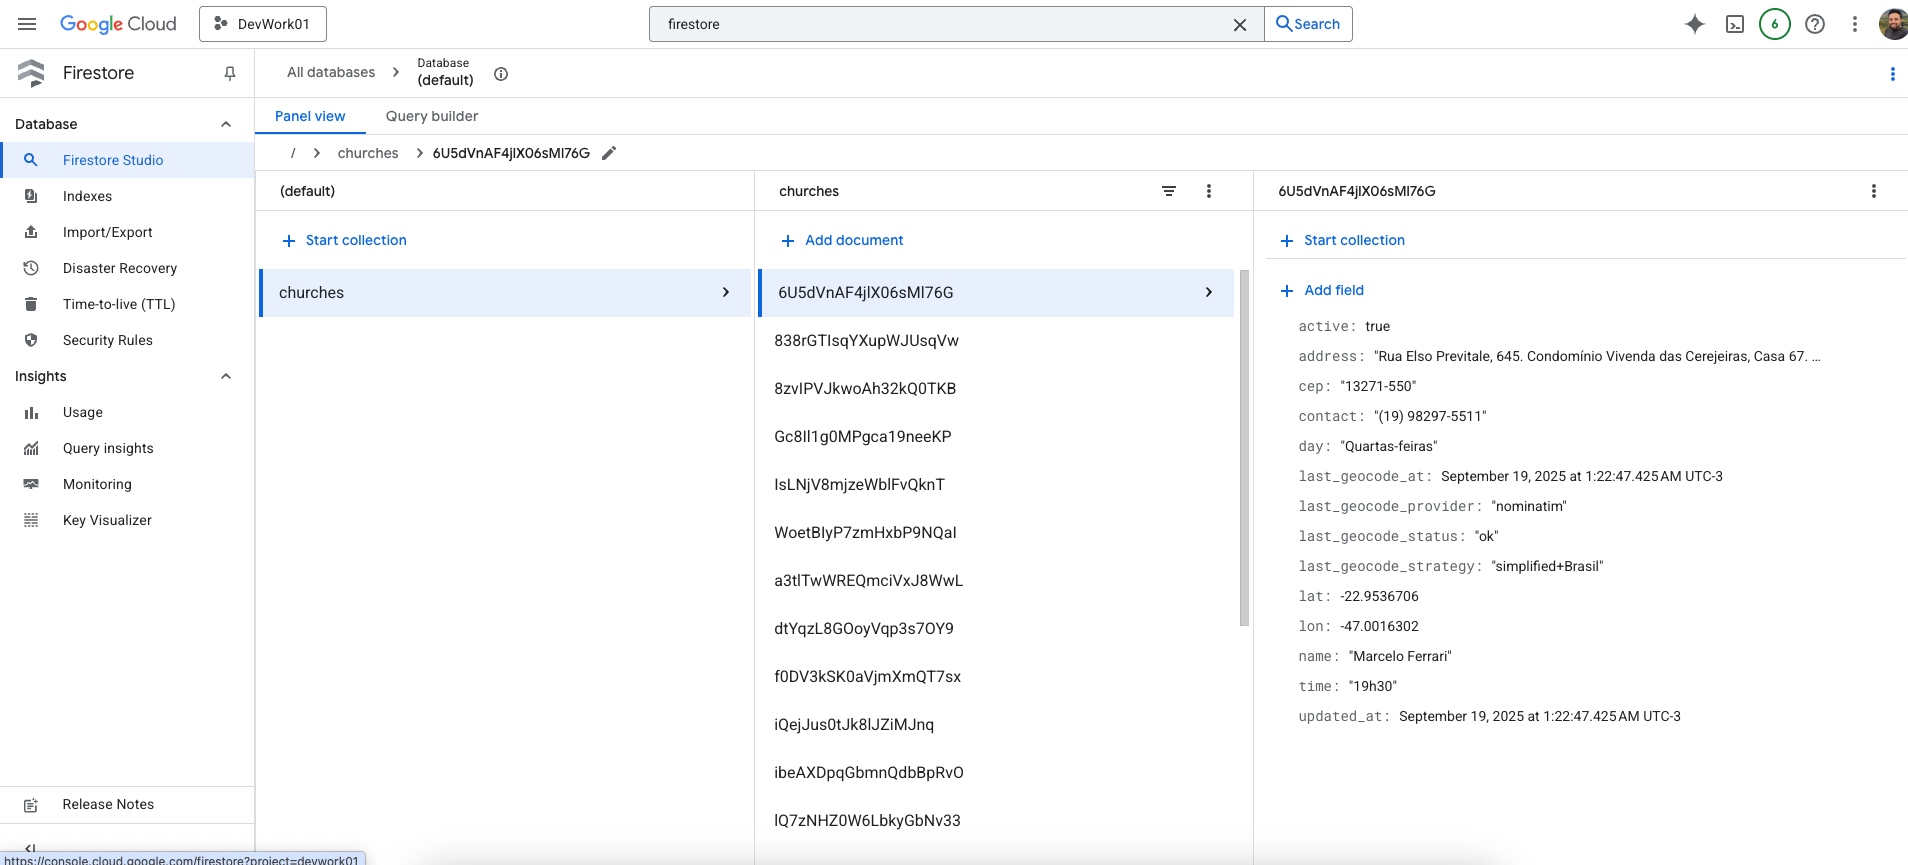 Google Cloud
DevWork01
firestore
Search
6
Firestore
All databases
Database
(default)
Database
Firestore Studio
Indexes
Import/Export
Disaster Recovery
Time-to-live (TTL)
Security Rules
Insights
Usage
Query insights
Monitoring
Key Visualizer
Release Notes
https://console.cloud.google.com/firestore?project=devwork01
Panel view
Query builder
/
churches
6U5dVnAF4jlX06sMl76G
(default)
Start collection
churches
churches
Add document
6U5dVnAF4jlX06sMl76G
838rGTIsqYXupWJUsqVw
8zvIPVJkwoAh32kQ0TKB
Gc8Il1g0MPgca19neeKP
IsLNjV8mjzeWblFvQknT
WoetBIyP7zmHxbP9NQaI
a3tlTwWREQmciVxJ8WwL
dtYqzL8GOoyVqp3s7OY9
f0DV3kSK0aVjmXmQT7sx
iQejJus0tJk8lJZiMJnq
ibeAXDpqGbmnQdbBpRvO
lQ7zNHZ0W6LbkyGbNv33
6U5dVnAF4jlX06sMl76G
Start collection
Add field
active: true
address: "Rua Elso Previtale, 645. Condomínio Vivenda das Cerejeiras, Casa 67. ...
cep: "13271-550"
contact: "(19) 98297-5511"
day: "Quartas-feiras"
last_geocode_at: September 19, 2025 at 1:22:47.425 AM UTC-3
last_geocode_provider: "nominatim"
last_geocode_status: "ok"
last_geocode_strategy: "simplified+Brasil"
lat: -22.9536706
lon: -47.0016302
name: "Marcelo Ferrari"
time: "19h30"
updated_at: September 19, 2025 at 1:22:47.425 AM UTC-3